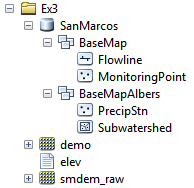 Ex3
SanMarcos
BaseMap
Flowline
MonitoringPoint
BaseMapAlbers
PrecipStn
Subwatershed
demo
elev
smdem_raw